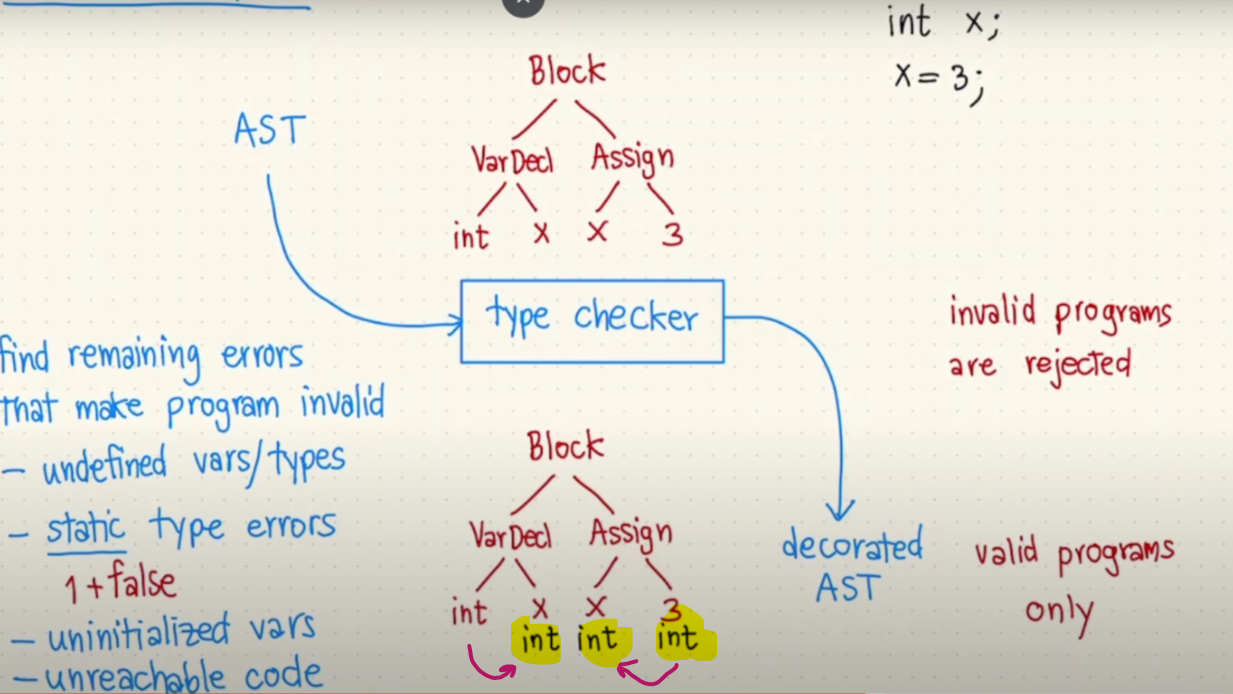 int x;
x = 3;
Block
AST
VarDecl Assign
int x x 3
type checker
invalid programs
are rejected
find remaining errors
that make program invalid
- undefined vars/types
- static type errors
1 + false
- uninitialized vars
- unreachable code
Block
VarDecl Assign
int x x 3
int int int
decorated
AST
valid programs
only